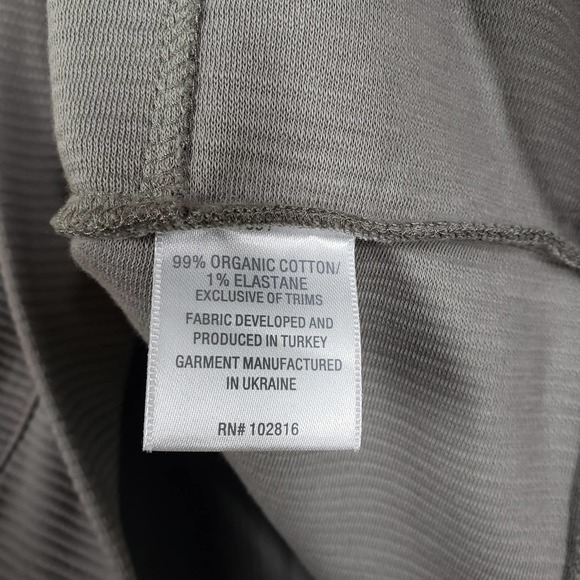 99% ORGANIC COTTON/
1% ELASTANE
EXCLUSIVE OF TRIMS
FABRIC DEVELOPED AND
PRODUCED IN TURKEY
GARMENT MANUFACTURED
IN UKRAINE
RN# 102816